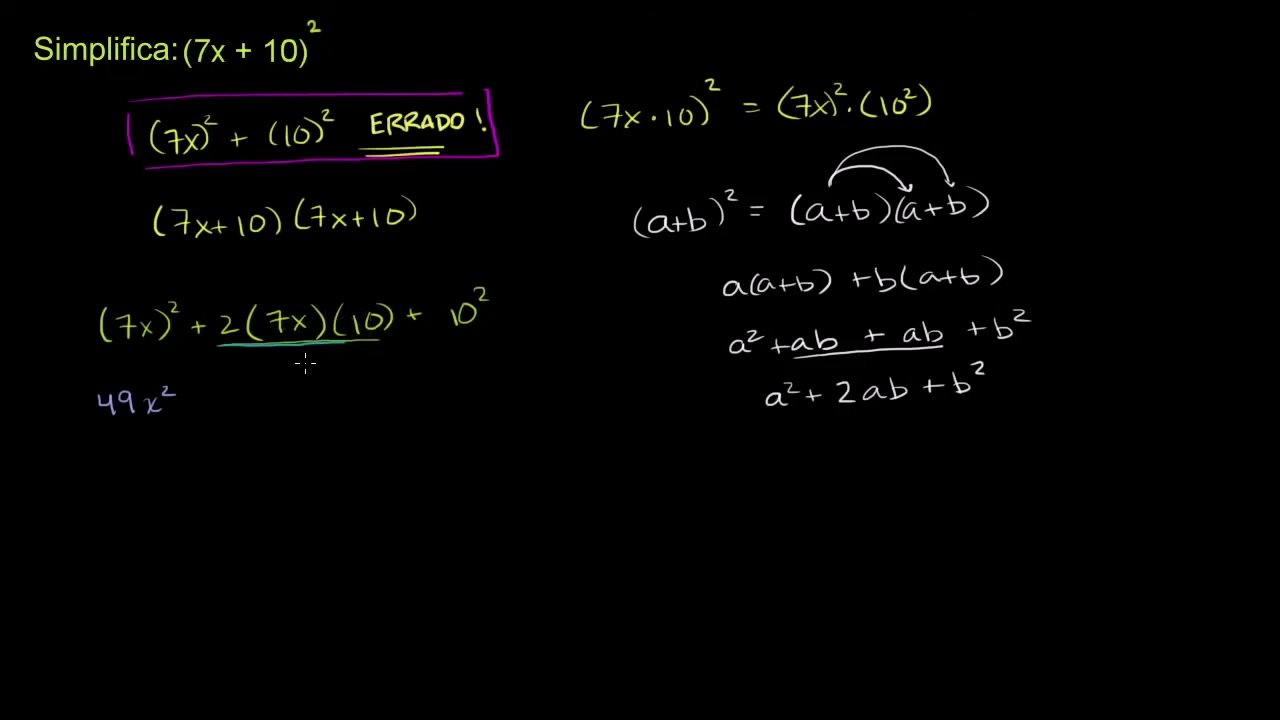 Simplifica: (7x + 10)²
(7x)² + (10)² ERRADO!
(7x+10)(7x+10)
(7x)² + 2(7x)(10) + 10²
49x²
(7x · 10)² = (7x)² · (10²)
(a+b)² = (a+b)(a+b)
a(a+b) + b(a+b)
a² + ab + ab + b²
a² + 2ab + b²